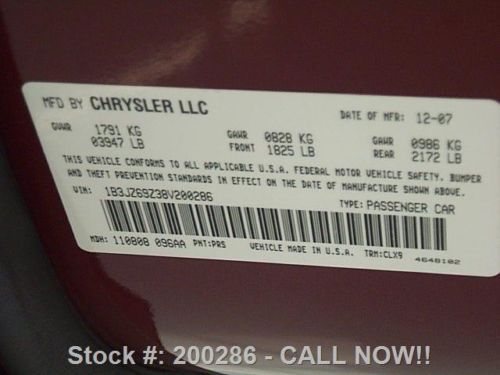 MFD BY CHRYSLER LLC DATE OF MFR: 12-07
GVWR 1791 KG GAWR 0828 KG GAWR 0986 KG
03947 LB FRONT 1825 LB REAR 2172 LB
THIS VEHICLE CONFORMS TO ALL APPLICABLE U.S.A. FEDERAL MOTOR VEHICLE SAFETY, BUMPER
AND THEFT PREVENTION STANDARDS IN EFFECT ON THE DATE OF MANUFACTURE SHOWN ABOVE.
VIN: 1B3JZ69Z38V200286 TYPE: PASSENGER CAR
MDH: 110808 096AA PNT:PRS VEHICLE MADE IN U.S.A. TRM:CLX9 4648102
Stock #: 200286 - CALL NOW!!